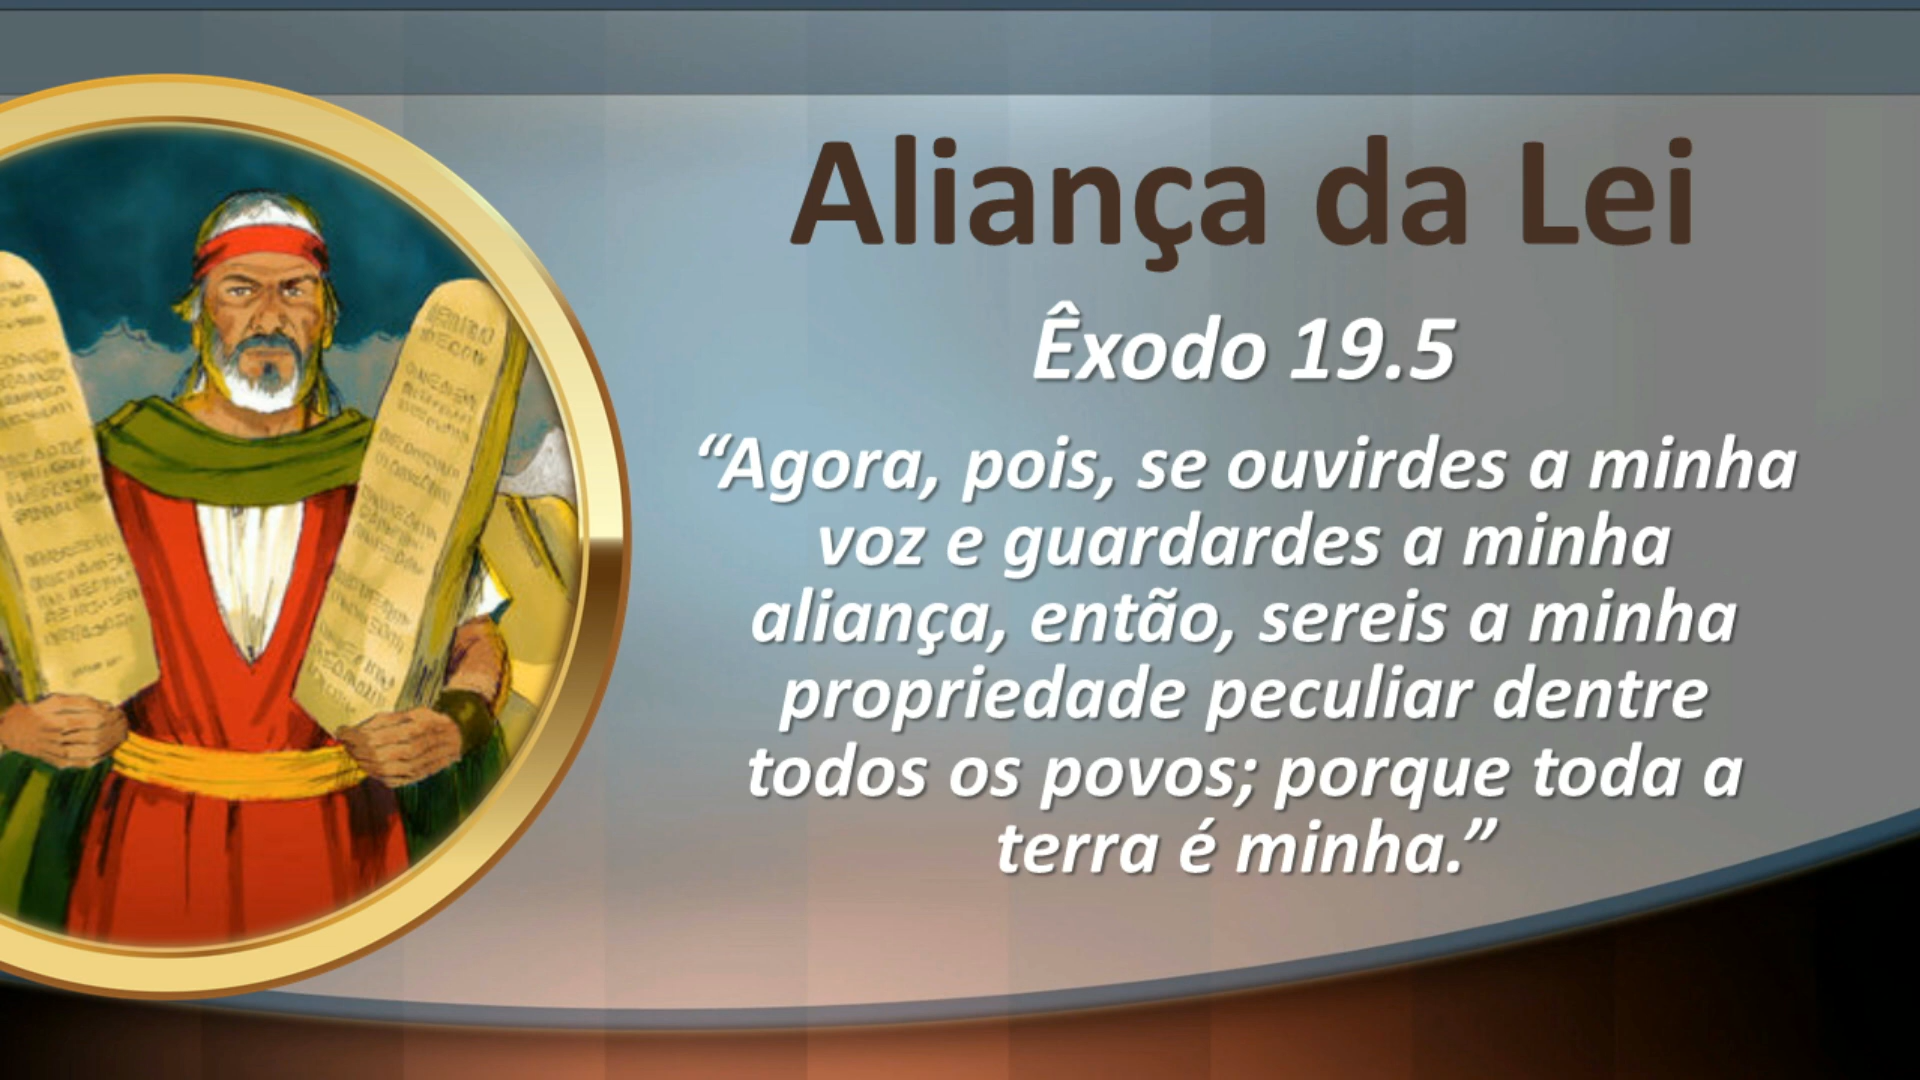 Aliança da Lei
Êxodo 19.5
“Agora, pois, se ouvirdes a minha
voz e guardardes a minha
aliança, então, sereis a minha
propriedade peculiar dentre
todos os povos; porque toda a
terra é minha.”